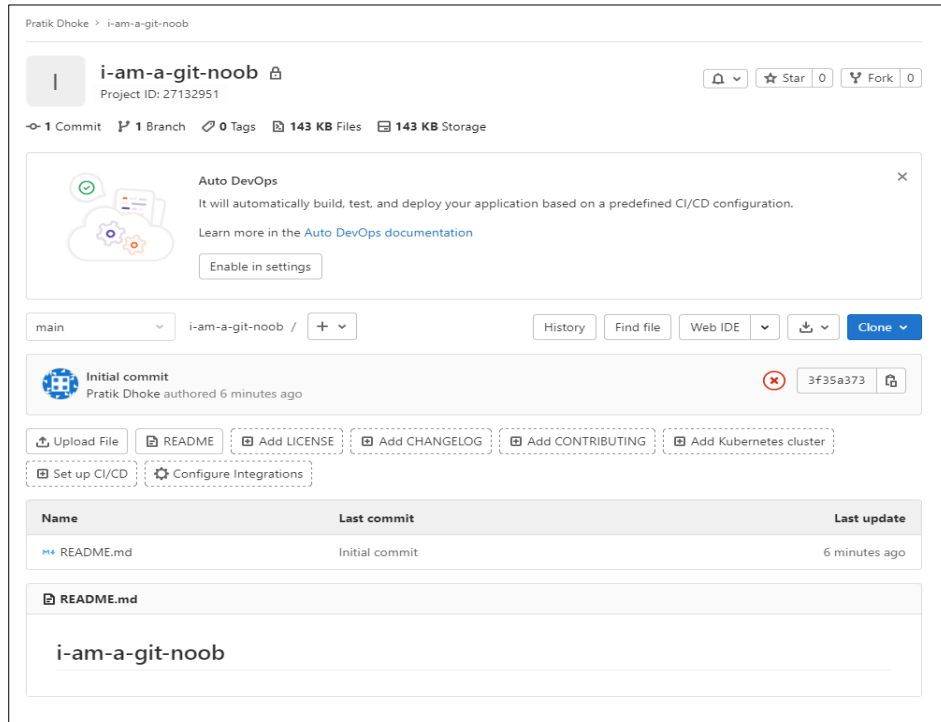 Pratik Dhoke > i-am-a-git-noob
I
i-am-a-git-noob
Project ID: 27132951
Star 0 Fork 0
1 Commit 1 Branch 0 Tags 143 KB Files 143 KB Storage
Auto DevOps
It will automatically build, test, and deploy your application based on a predefined CI/CD configuration.
Learn more in the Auto DevOps documentation
Enable in settings
main i-am-a-git-noob / + History Find file Web IDE Clone
Initial commit
Pratik Dhoke authored 6 minutes ago
3f35a373
Upload File README Add LICENSE Add CHANGELOG Add CONTRIBUTING Add Kubernetes cluster
Set up CI/CD Configure Integrations
Name Last commit Last update
M+ README.md Initial commit 6 minutes ago
README.md
i-am-a-git-noob